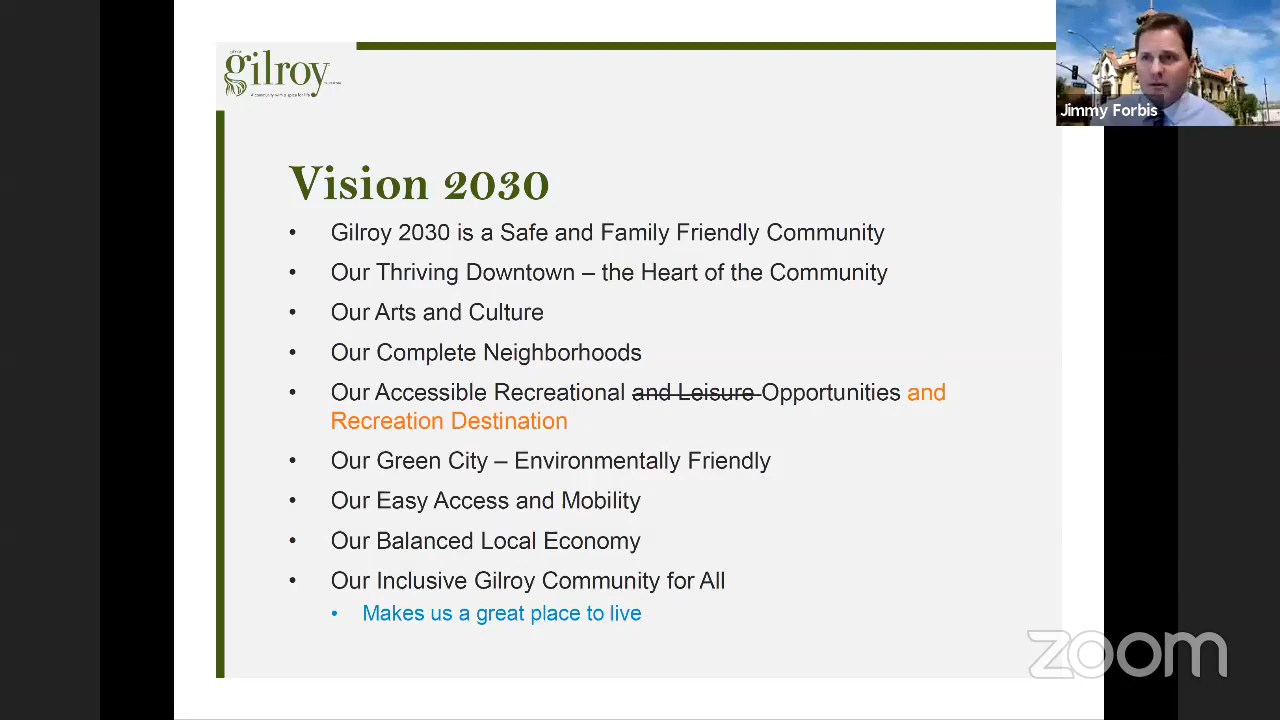 gilroy
Jimmy Forbis
Vision 2030
• Gilroy 2030 is a Safe and Family Friendly Community
• Our Thriving Downtown – the Heart of the Community
• Our Arts and Culture
• Our Complete Neighborhoods
• Our Accessible Recreational and Leisure Opportunities and
Recreation Destination
• Our Green City – Environmentally Friendly
• Our Easy Access and Mobility
• Our Balanced Local Economy
• Our Inclusive Gilroy Community for All
• Makes us a great place to live
zoom